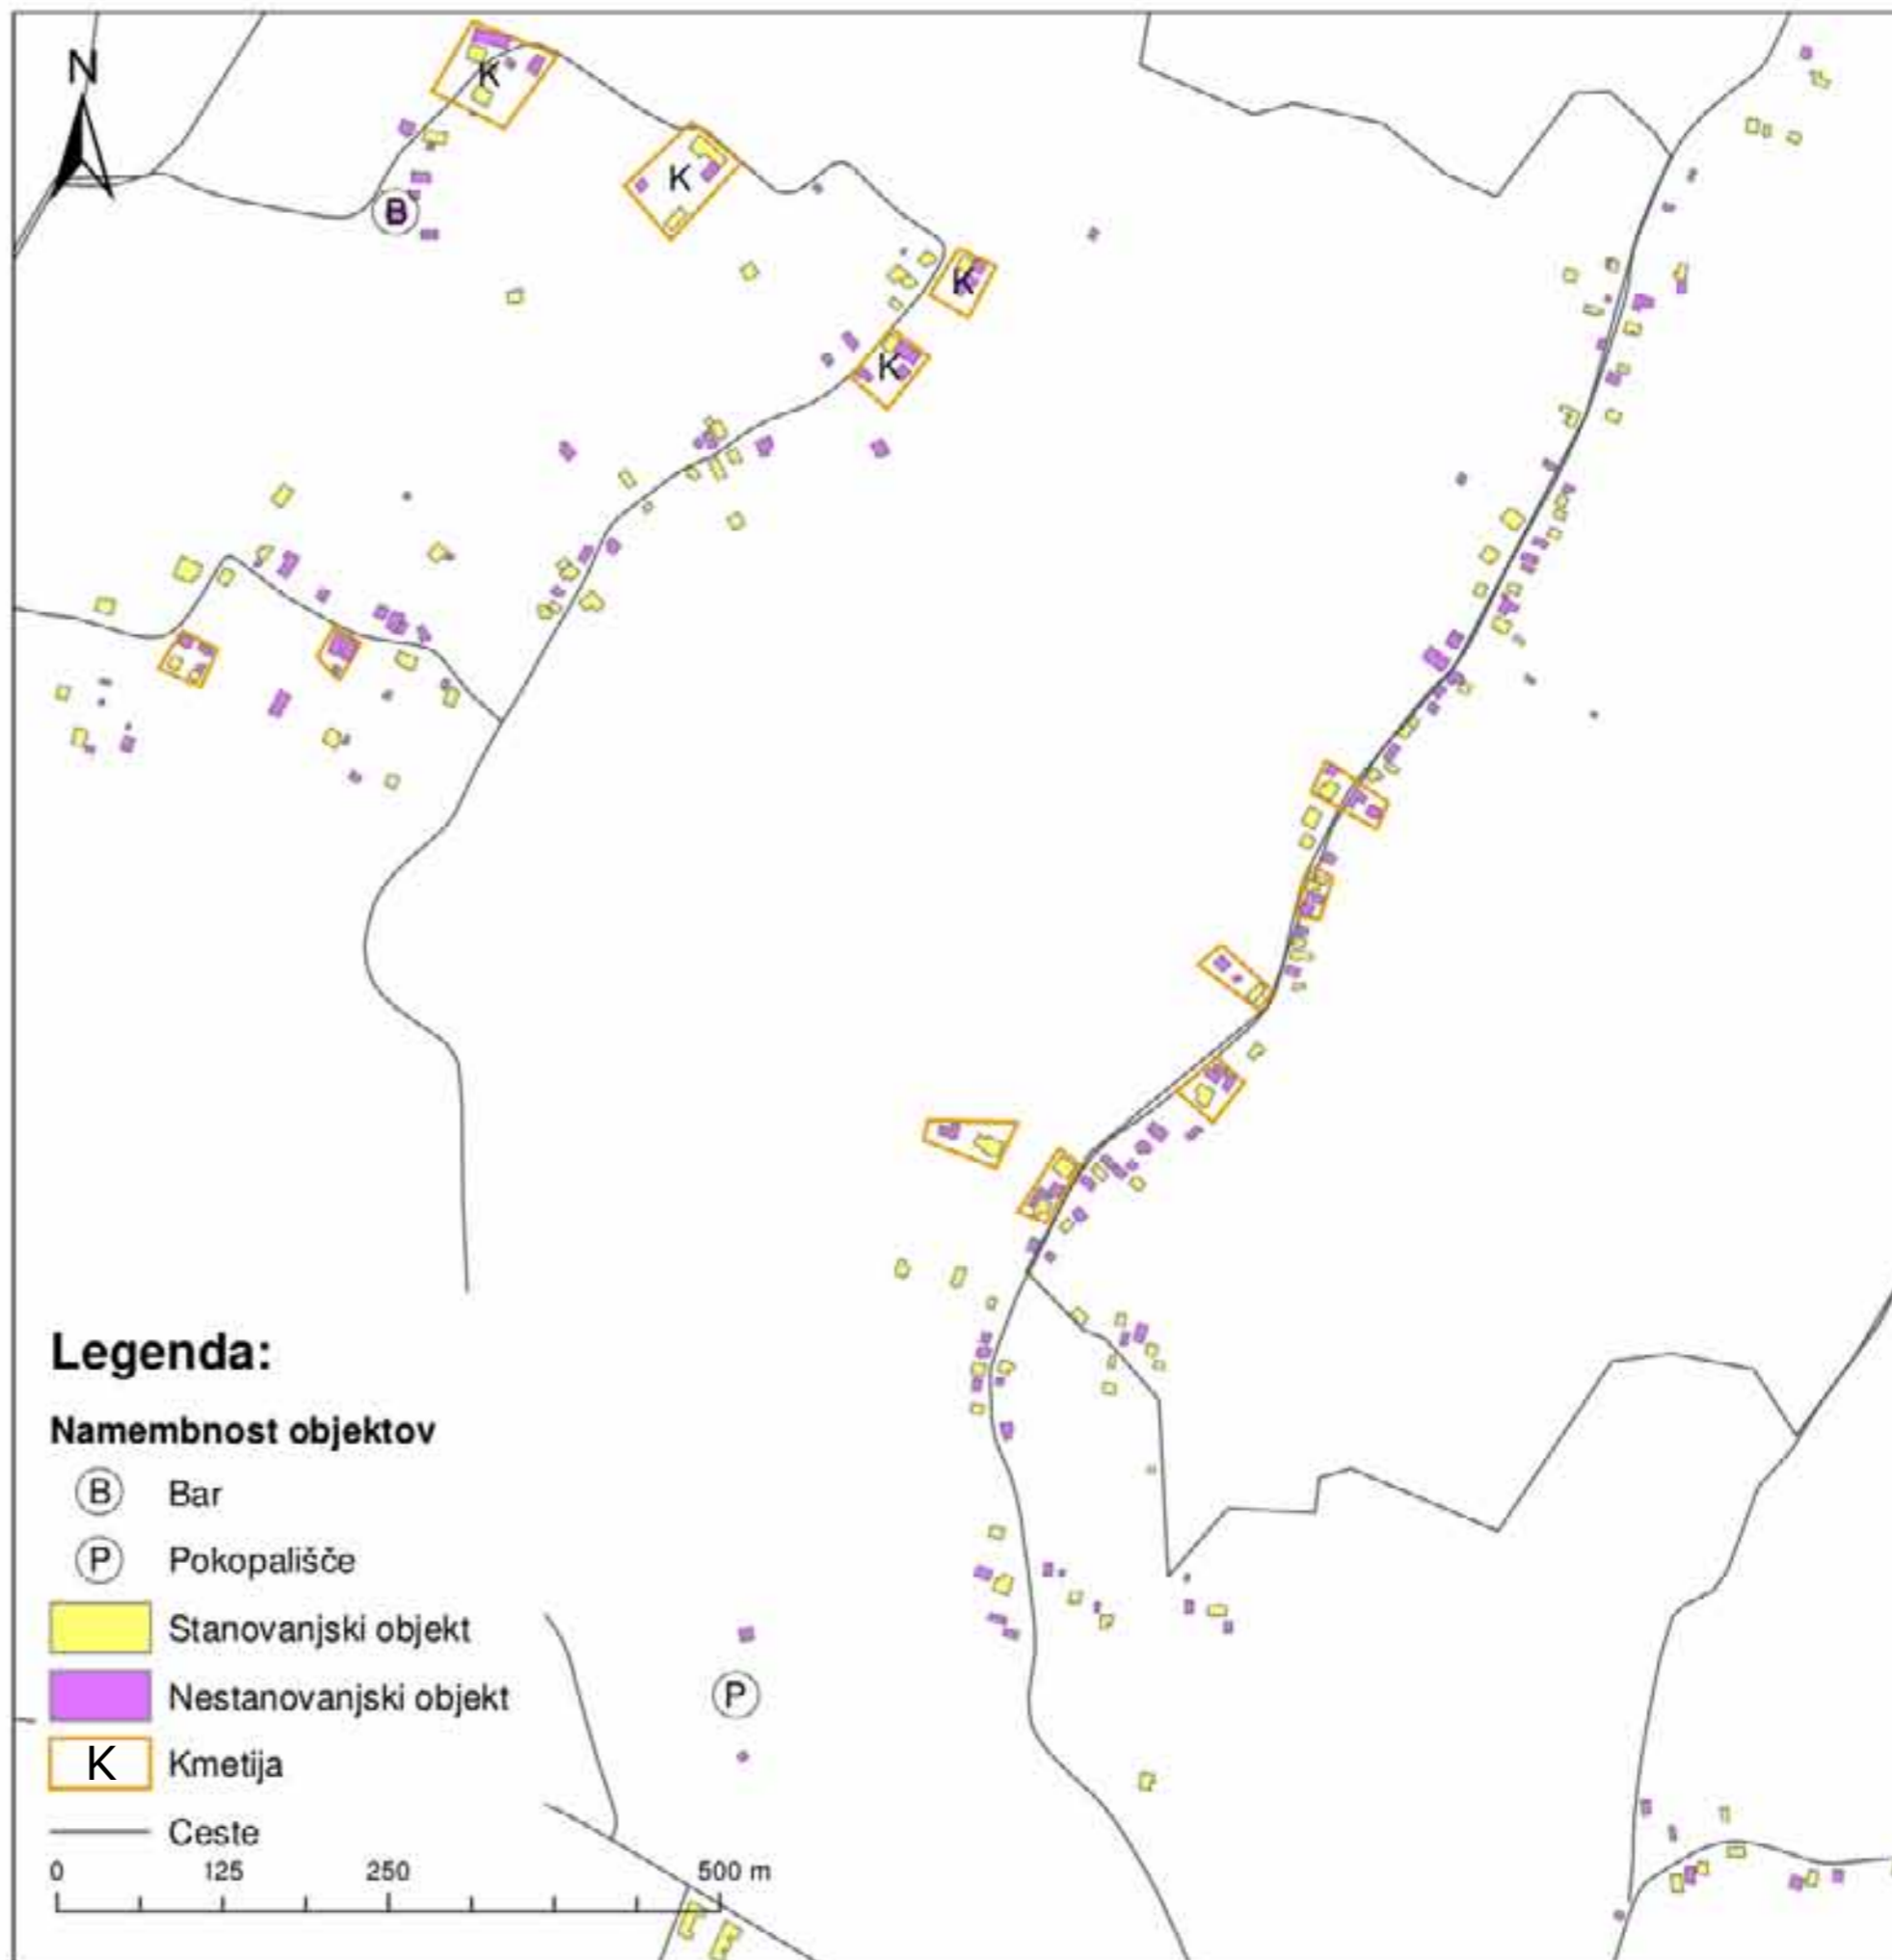 N
K
K
B
K
K
Legenda:
Namembnost objektov
B Bar
P Pokopališče
Stanovanjski objekt
Nestanovanjski objekt
P
K Kmetija
Ceste
0 125 250 500 m